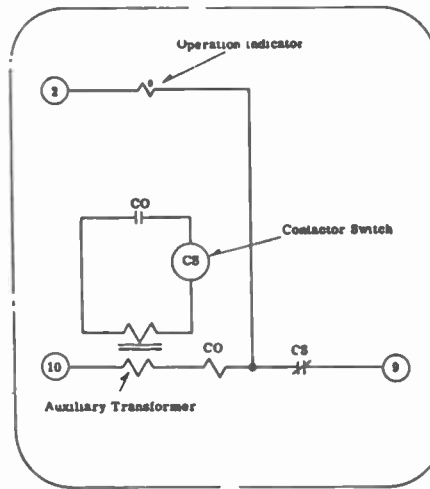 Operation indicator
2
CO
Contactor Switch
CS
10
CO
CS
9
Auxiliary Transformer